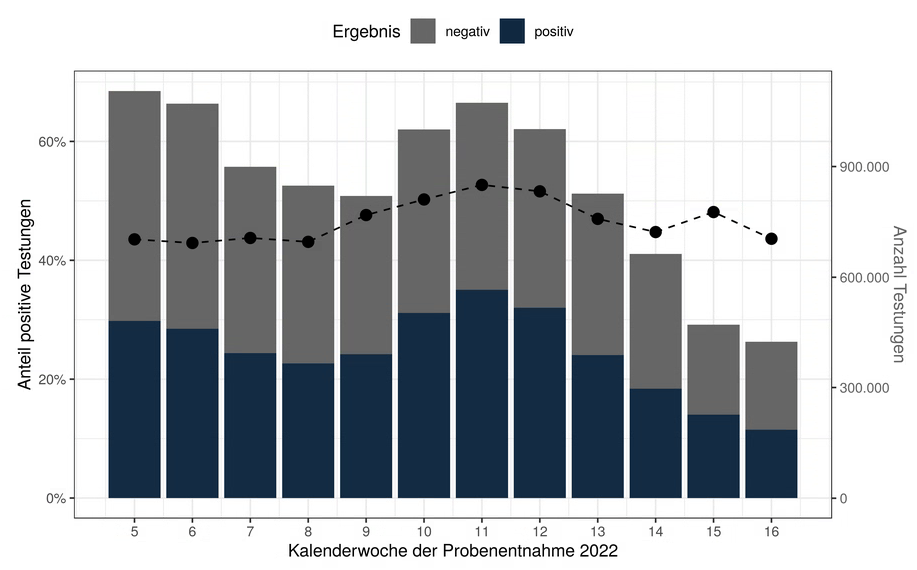 Ergebnis negativ positiv
Anteil positive Testungen
60%
40%
20%
0%
900.000
600.000
300.000
0
Anzahl Testungen
5 6 7 8 9 10 11 12 13 14 15 16
Kalenderwoche der Probenentnahme 2022